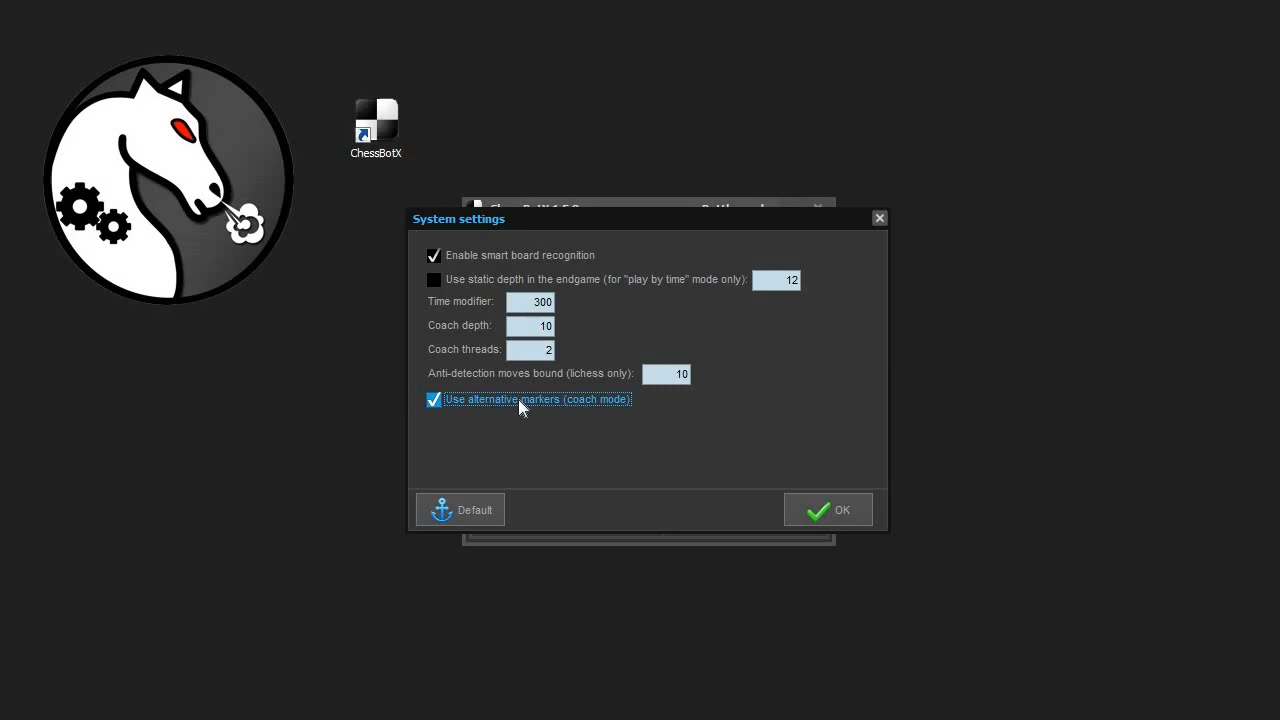 ChessBotX
System settings
Enable smart board recognition
Use static depth in the endgame (for "play by time" mode only): 12
Time modifier: 300
Coach depth: 10
Coach threads: 2
Anti-detection moves bound (lichess only): 10
Use alternative markers (coach mode)
Default
OK